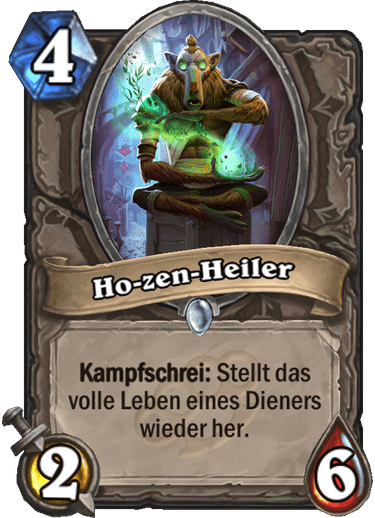 4
Ho-zen-Heiler
Kampfschrei: Stellt das
volle Leben eines Dieners
wieder her.
2
6